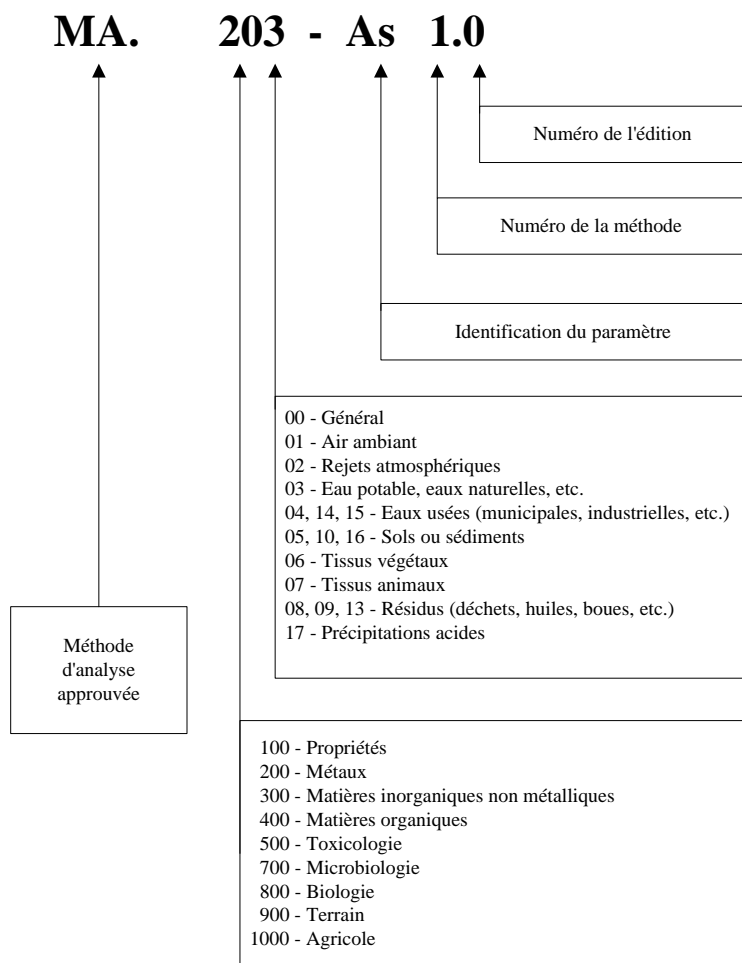 MA. 203 - As 1.0
Numéro de l'édition
Numéro de la méthode
Identification du paramètre
00 - Général
01 - Air ambiant
02 - Rejets atmosphériques
03 - Eau potable, eaux naturelles, etc.
04, 14, 15 - Eaux usées (municipales, industrielles, etc.)
05, 10, 16 - Sols ou sédiments
06 - Tissus végétaux
07 - Tissus animaux
08, 09, 13 - Résidus (déchets, huiles, boues, etc.)
17 - Précipitations acides
Méthode
d'analyse
approuvée
100 - Propriétés
200 - Métaux
300 - Matières inorganiques non métalliques
400 - Matières organiques
500 - Toxicologie
700 - Microbiologie
800 - Biologie
900 - Terrain
1000 - Agricole